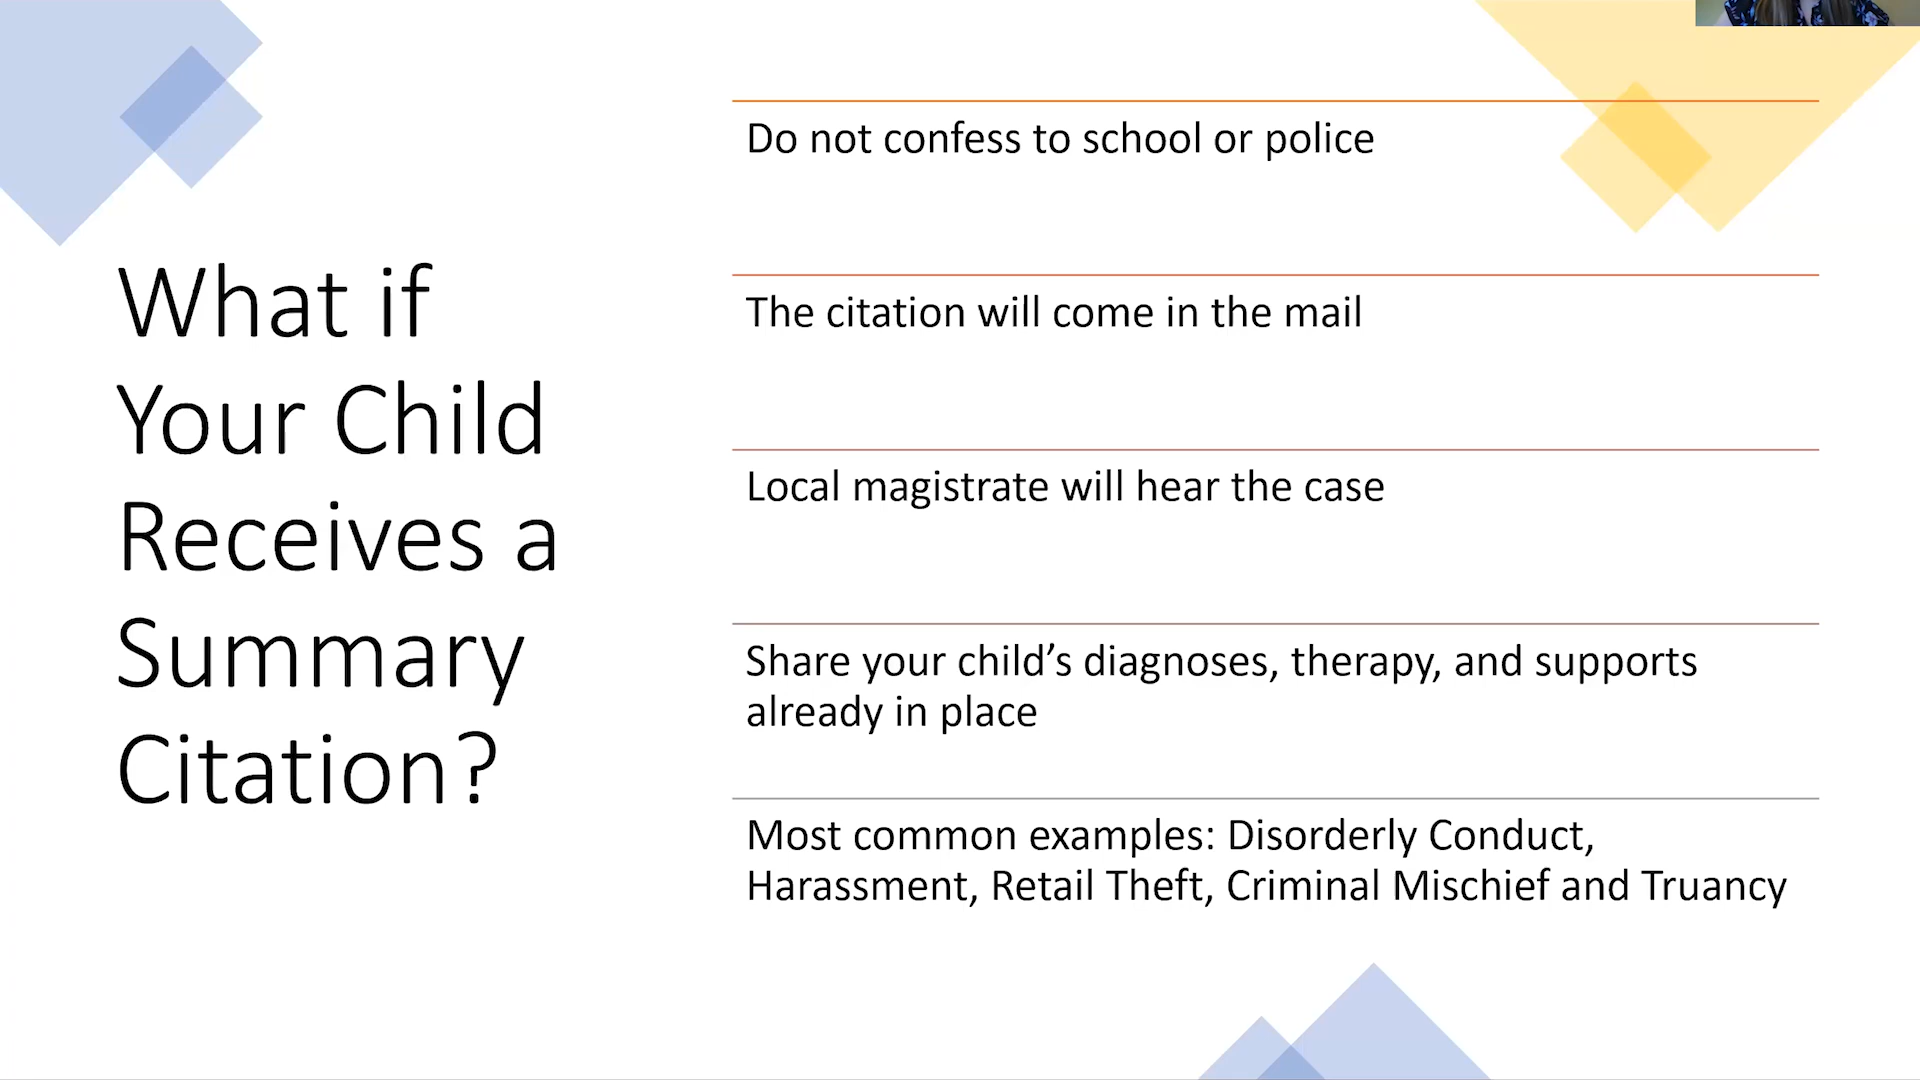 What if
Your Child
Receives a
Summary
Citation?
Do not confess to school or police
The citation will come in the mail
Local magistrate will hear the case
Share your child’s diagnoses, therapy, and supports
already in place
Most common examples: Disorderly Conduct,
Harassment, Retail Theft, Criminal Mischief and Truancy